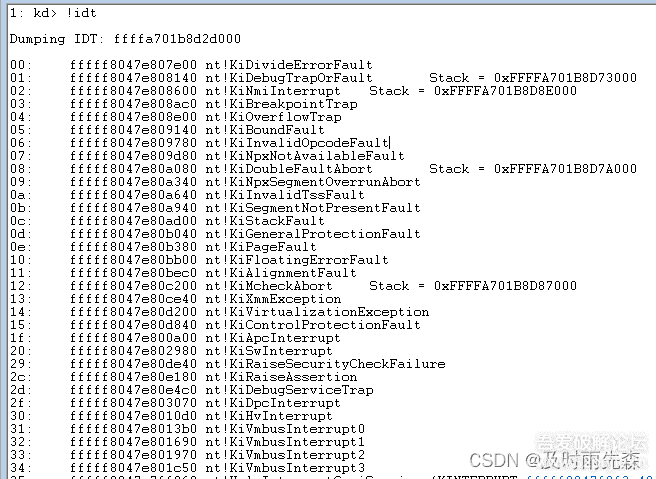 1: kd> !idt
Dumping IDT: ffffa701b8d2d000
00: fffff8047e807e00 nt!KiDivideErrorFault
01: fffff8047e808140 nt!KiDebugTrapOrFault Stack = 0xFFFFA701B8D73000
02: fffff8047e808600 nt!KiNmiInterrupt Stack = 0xFFFFA701B8D8E000
03: fffff8047e808ac0 nt!KiBreakpointTrap
04: fffff8047e808e00 nt!KiOverflowTrap
05: fffff8047e809140 nt!KiBoundFault
06: fffff8047e809780 nt!KiInvalidOpcodeFault
07: fffff8047e809d80 nt!KiNpxNotAvailableFault
08: fffff8047e80a080 nt!KiDoubleFaultAbort Stack = 0xFFFFA701B8D7A000
09: fffff8047e80a340 nt!KiNpxSegmentOverrunAbort
0a: fffff8047e80a640 nt!KiInvalidTssFault
0b: fffff8047e80a940 nt!KiSegmentNotPresentFault
0c: fffff8047e80ad00 nt!KiStackFault
0d: fffff8047e80b040 nt!KiGeneralProtectionFault
0e: fffff8047e80b380 nt!KiPageFault
10: fffff8047e80bb00 nt!KiFloatingErrorFault
11: fffff8047e80bec0 nt!KiAlignmentFault
12: fffff8047e80c200 nt!KiMcheckAbort Stack = 0xFFFFA701B8D87000
13: fffff8047e80ce40 nt!KiXmmException
14: fffff8047e80d200 nt!KiVirtualizationException
15: fffff8047e80d840 nt!KiControlProtectionFault
1f: fffff8047e800a00 nt!KiApcInterrupt
20: fffff8047e802980 nt!KiSwInterrupt
29: fffff8047e80de40 nt!KiRaiseSecurityCheckFailure
2c: fffff8047e80e180 nt!KiRaiseAssertion
2d: fffff8047e80e4c0 nt!KiDebugServiceTrap
2f: fffff8047e803070 nt!KiDpcInterrupt
30: fffff8047e8010d0 nt!KiHvInterrupt
31: fffff8047e8013b0 nt!KiVmbusInterrupt0
32: fffff8047e801690 nt!KiVmbusInterrupt1
33: fffff8047e801970 nt!KiVmbusInterrupt2
34: fffff8047e801c50 nt!KiVmbusInterrupt3
吾爱破解论坛
CSDN @及时雨先森